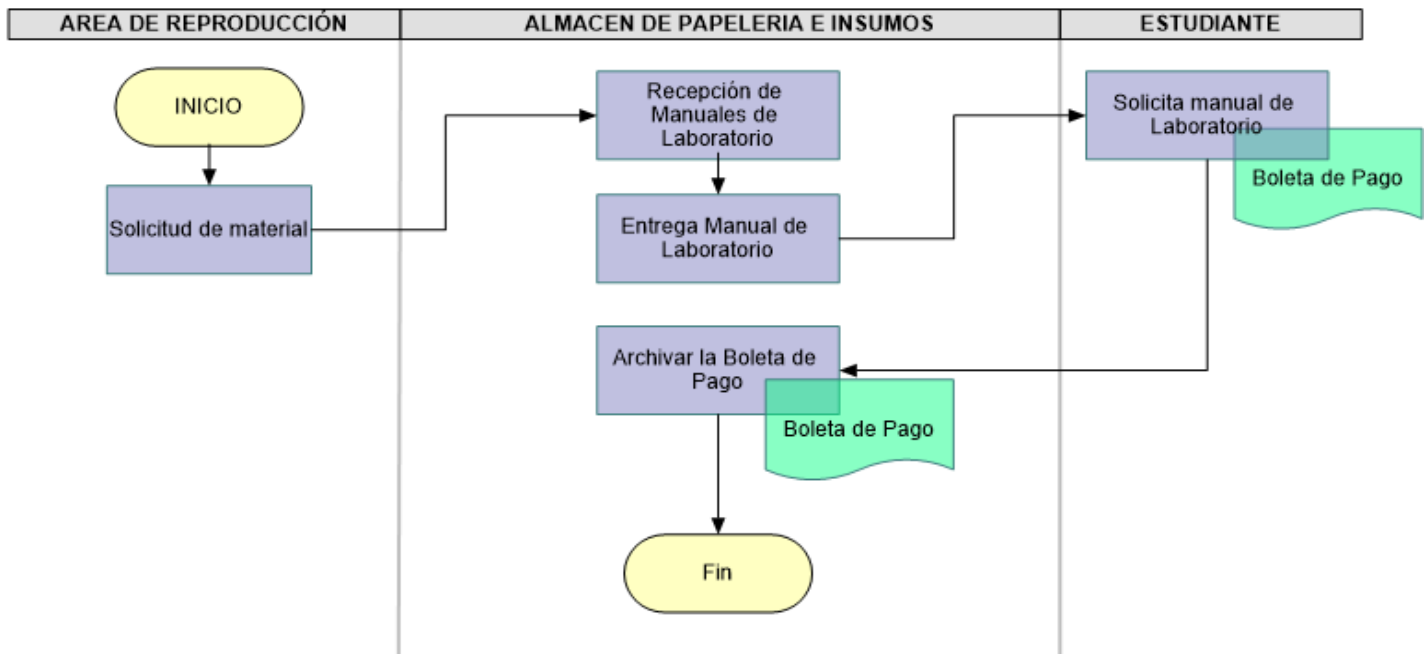 AREA DE REPRODUCCIÓN
ALMACEN DE PAPELERIA E INSUMOS
ESTUDIANTE
INICIO
Solicitud de material
Recepción de
Manuales de
Laboratorio
Entrega Manual de
Laboratorio
Solicita manual de
Laboratorio
Boleta de Pago
Archivar la Boleta de
Pago
Boleta de Pago
Fin